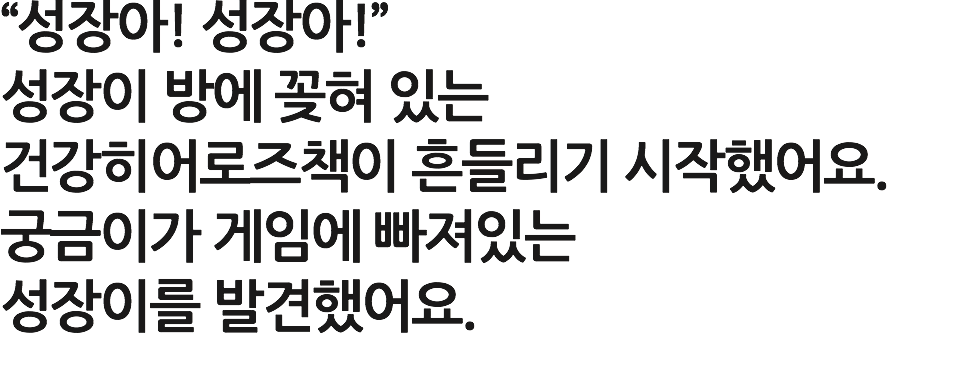 “성장아! 성장아!”
성장이 방에 꽂혀 있는
건강히어로즈책이 흔들리기 시작했어요.
궁금이가 게임에 빠져있는
성장이를 발견했어요.